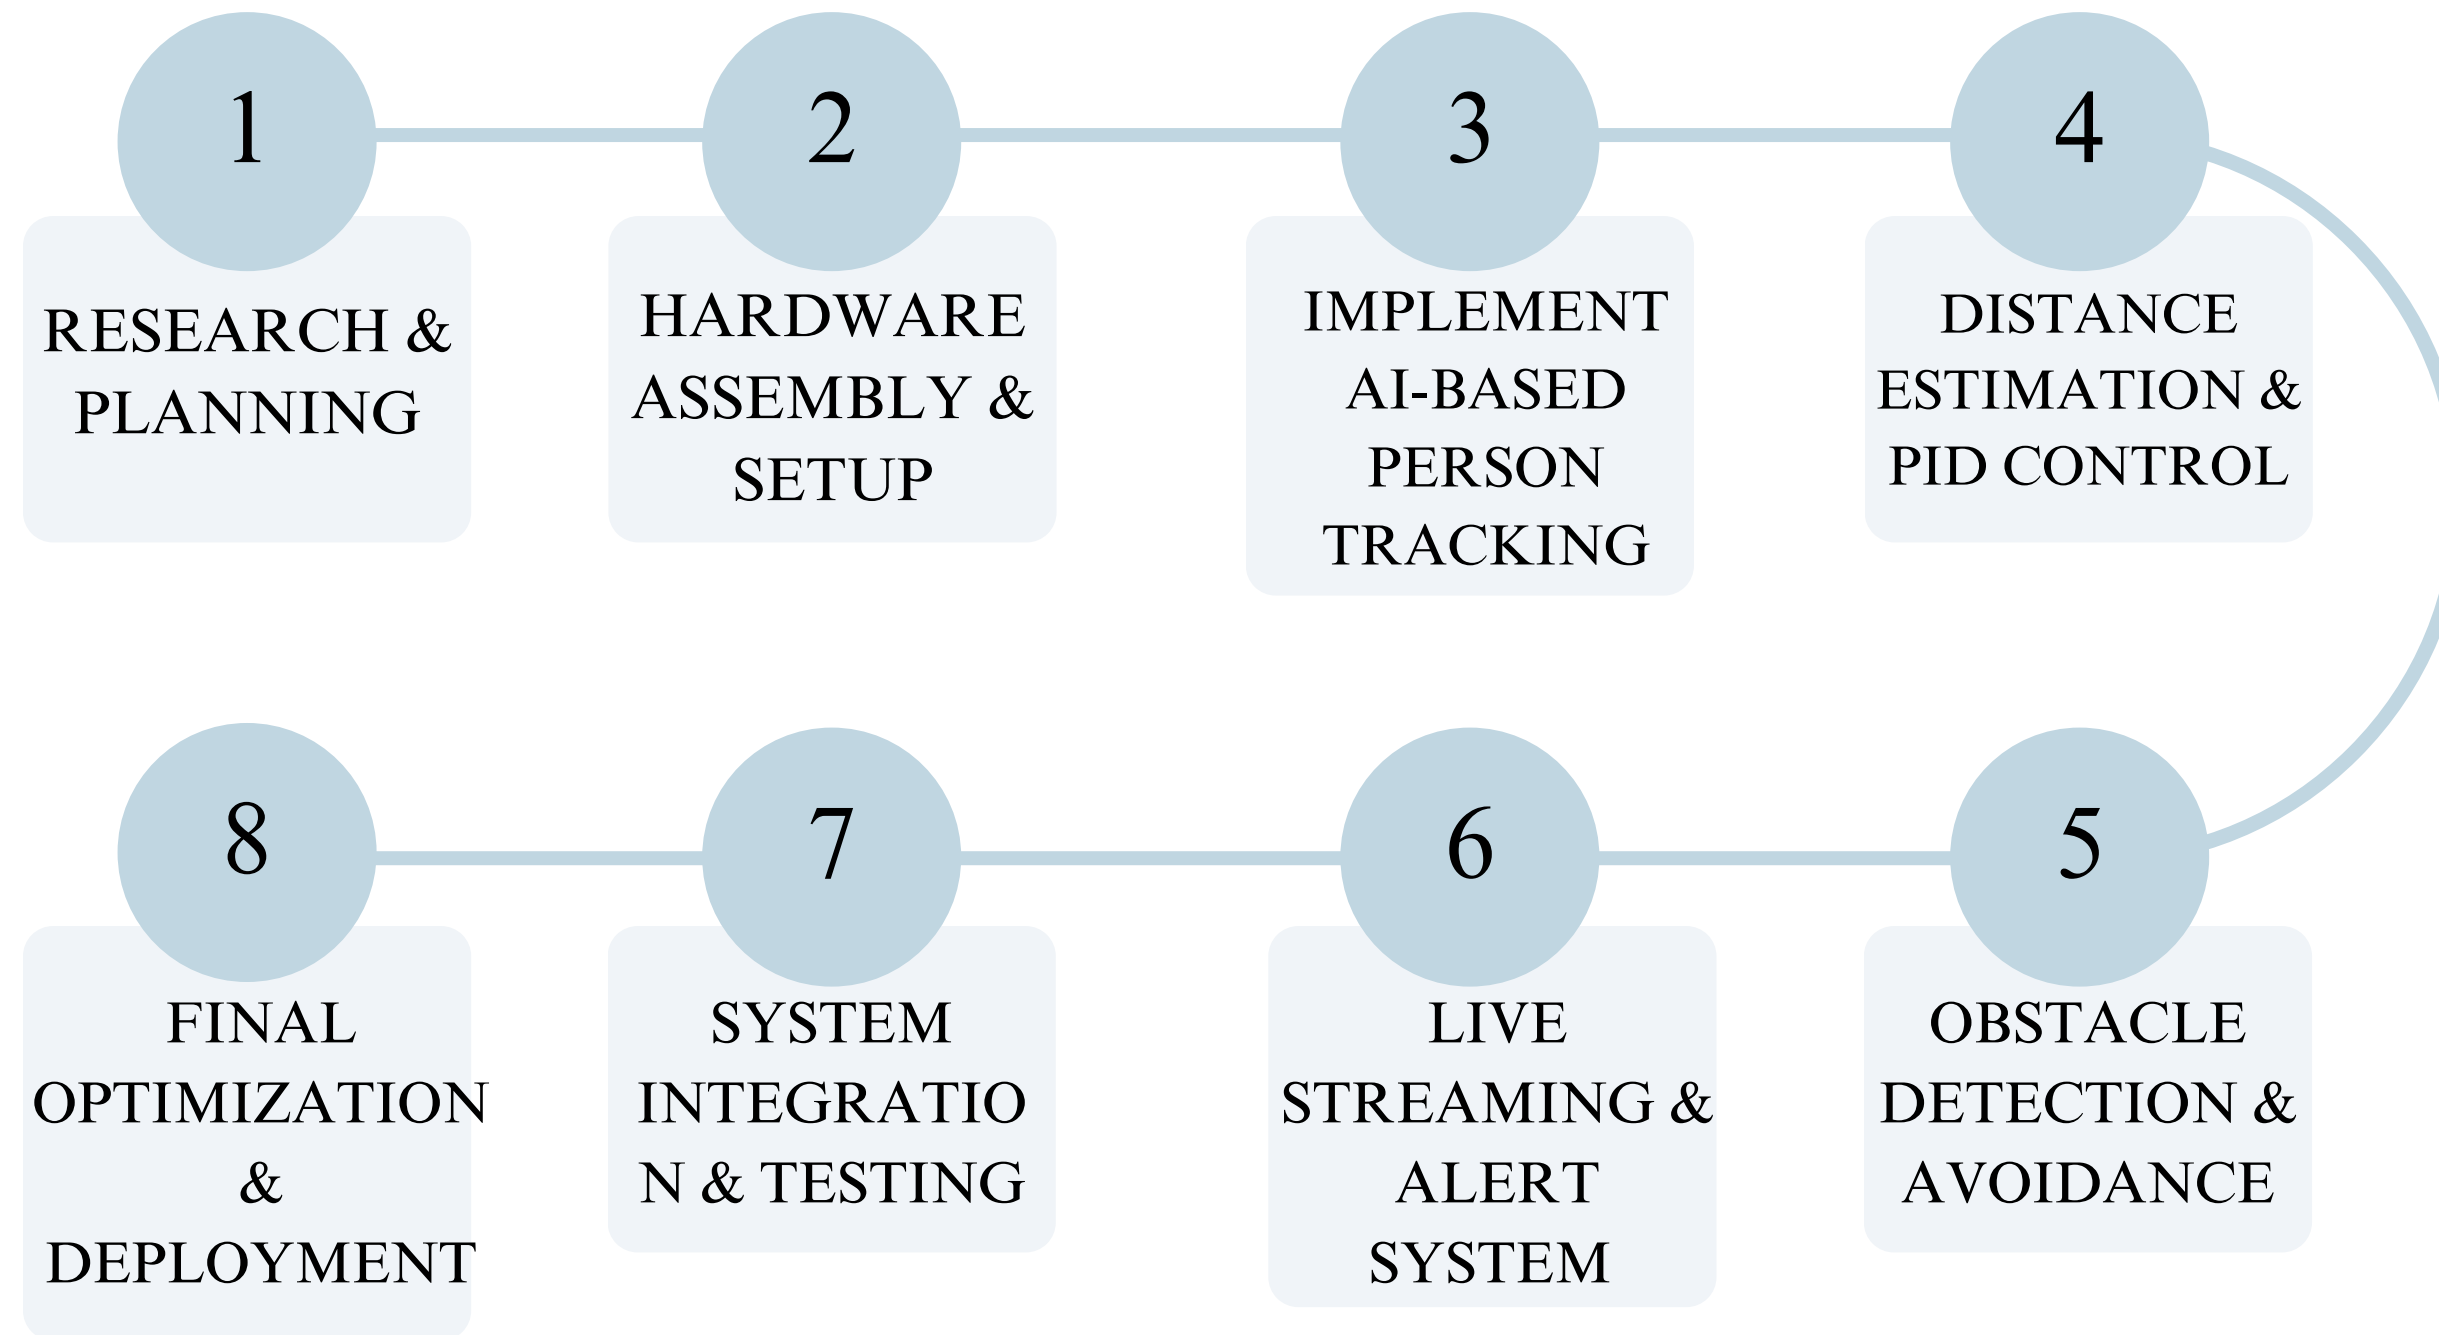 1
RESEARCH &
PLANNING
2
HARDWARE
ASSEMBLY &
SETUP
3
IMPLEMENT
AI-BASED
PERSON
TRACKING
4
DISTANCE
ESTIMATION &
PID CONTROL
5
OBSTACLE
DETECTION &
AVOIDANCE
6
LIVE
STREAMING &
ALERT
SYSTEM
7
SYSTEM
INTEGRATIO
N & TESTING
8
FINAL
OPTIMIZATION
&
DEPLOYMENT